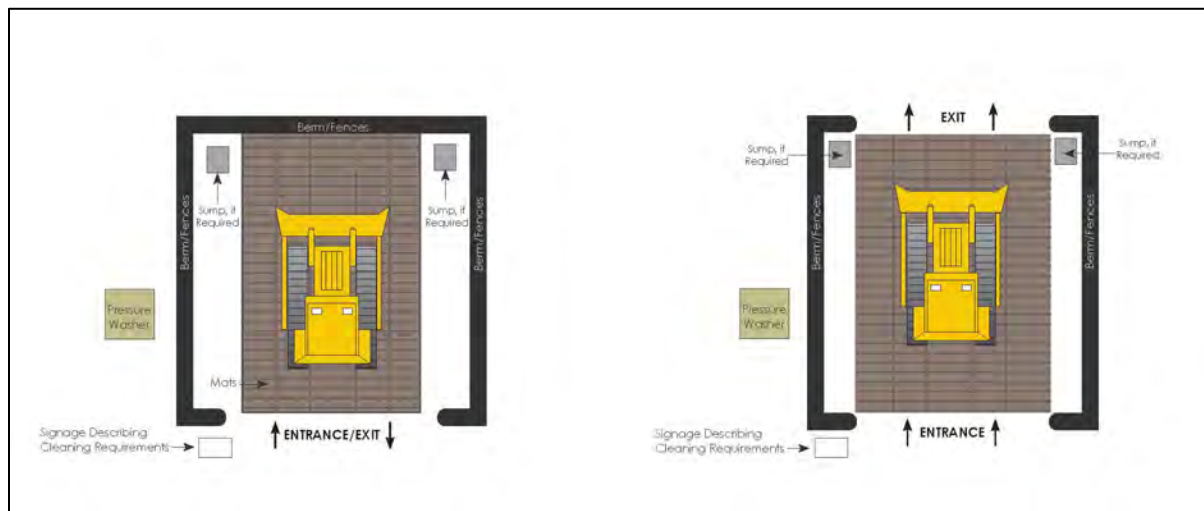 Berm/Fences
Sump, if
Required
Sump, if
Required
Berm/Fences
Berm/Fences
Pressure
Washer
Mats
ENTRANCE/EXIT
Signage Describing
Cleaning Requirements
EXIT
Sump, if
Required
Sump, if
Required
Berm/Fences
Berm/Fences
Pressure
Washer
ENTRANCE
Signage Describing
Cleaning Requirements